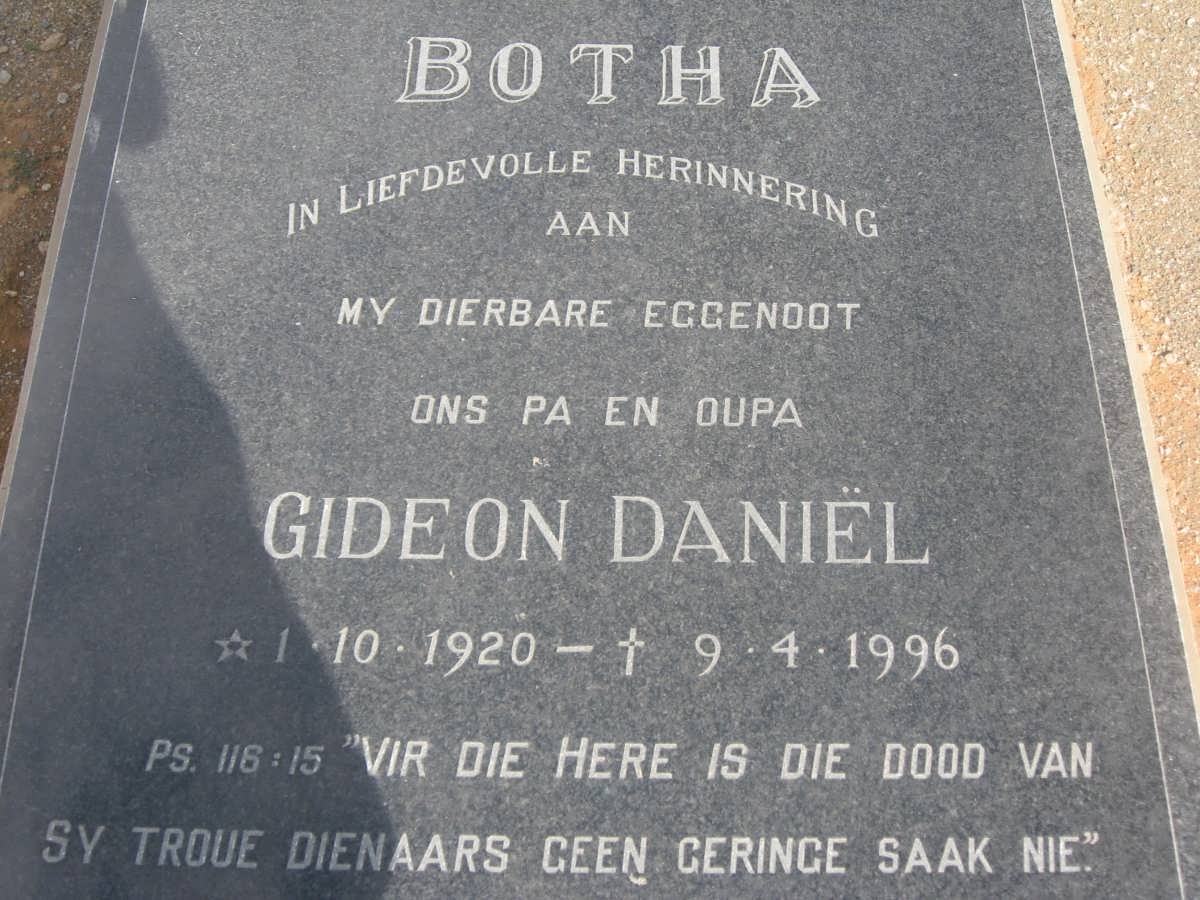 BOTHA
IN LIEFDEVOLLE HERINNERING
AAN
MY DIERBARE EGGENOOT
ONS PA EN OUPA
GIDEON DANIËL
☆ 1·10·1920 – † 9·4·1996
PS. 116:15 "VIR DIE HERE IS DIE DOOD VAN
SY TROUE DIENAARS GEEN GERINGE SAAK NIE."